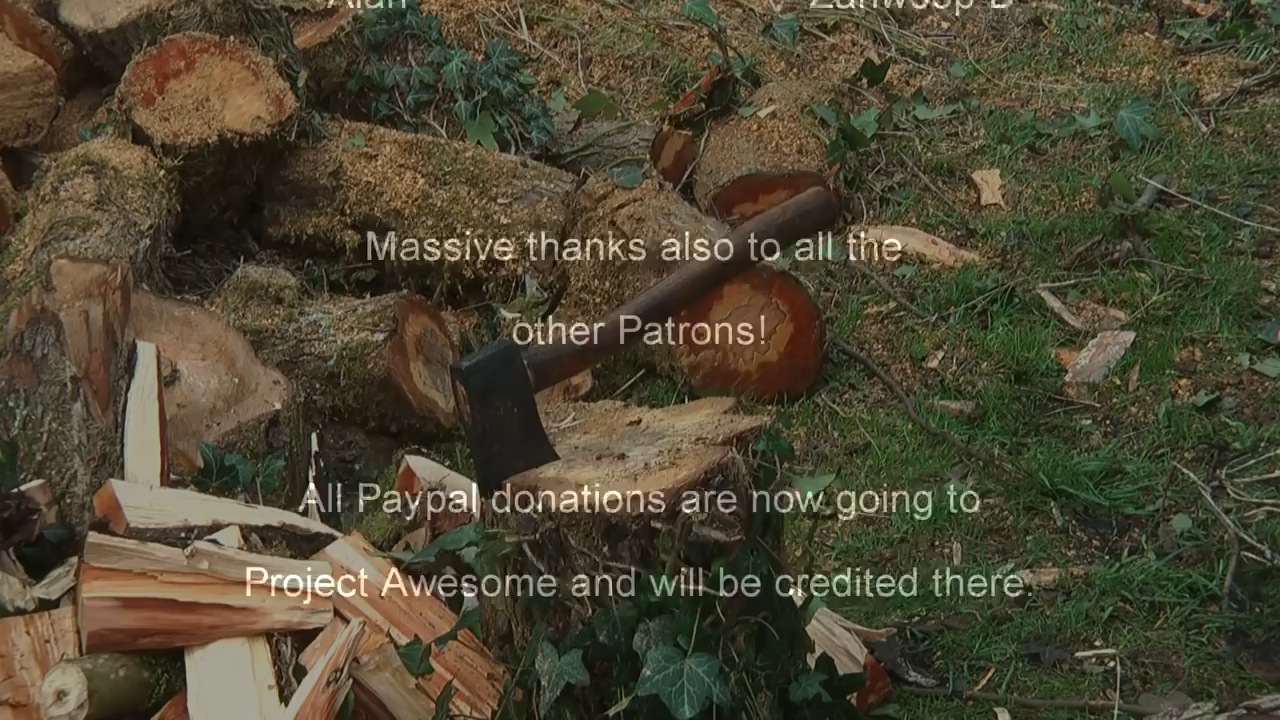 Alan
Massive thanks also to all the
other Patrons!
All Paypal donations are now going to
Project Awesome and will be credited there.